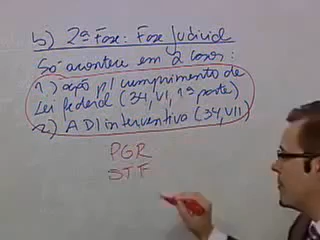 b) 2ª Fase: Fase Judicial
Só acontece em 2 casos:
1.) ação p/ cumprimento de
Lei federal (34, VI, 1ª parte)
2) ADI interventiva (34, VII)
PGR
STF